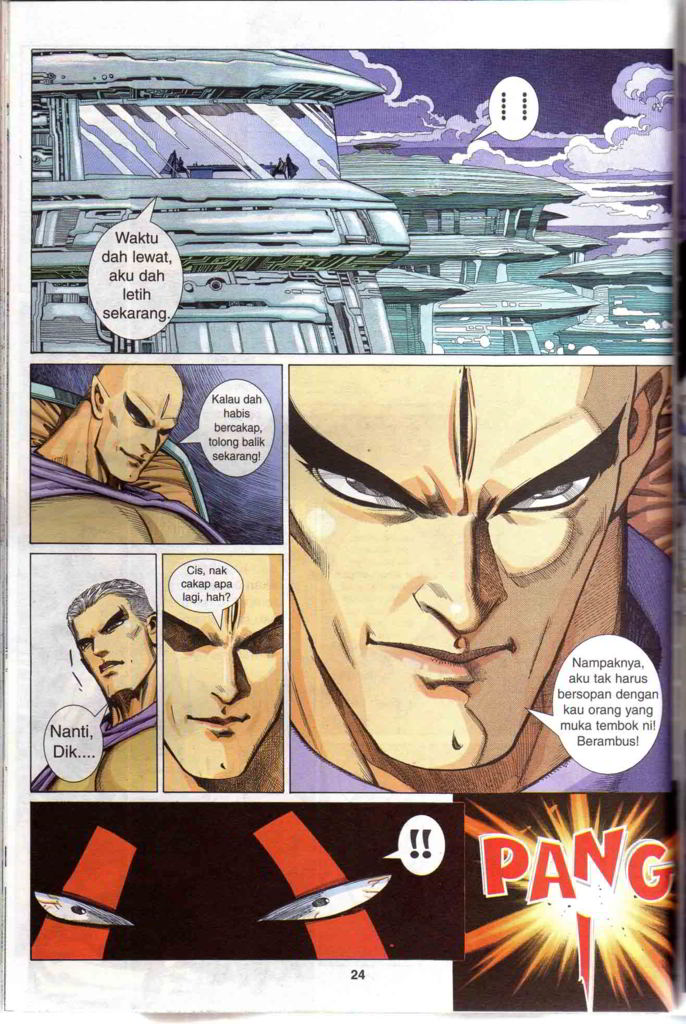 !!
Waktu
dah lewat,
aku dah
letih
sekarang.
Kalau dah
habis
bercakap,
tolong balik
sekarang!
Nanti,
Dik....
Cis, nak
cakap apa
lagi, hah?
Nampaknya,
aku tak harus
bersopan dengan
kau orang yang
muka tembok ni!
Berambus!
!!
PANG!
24